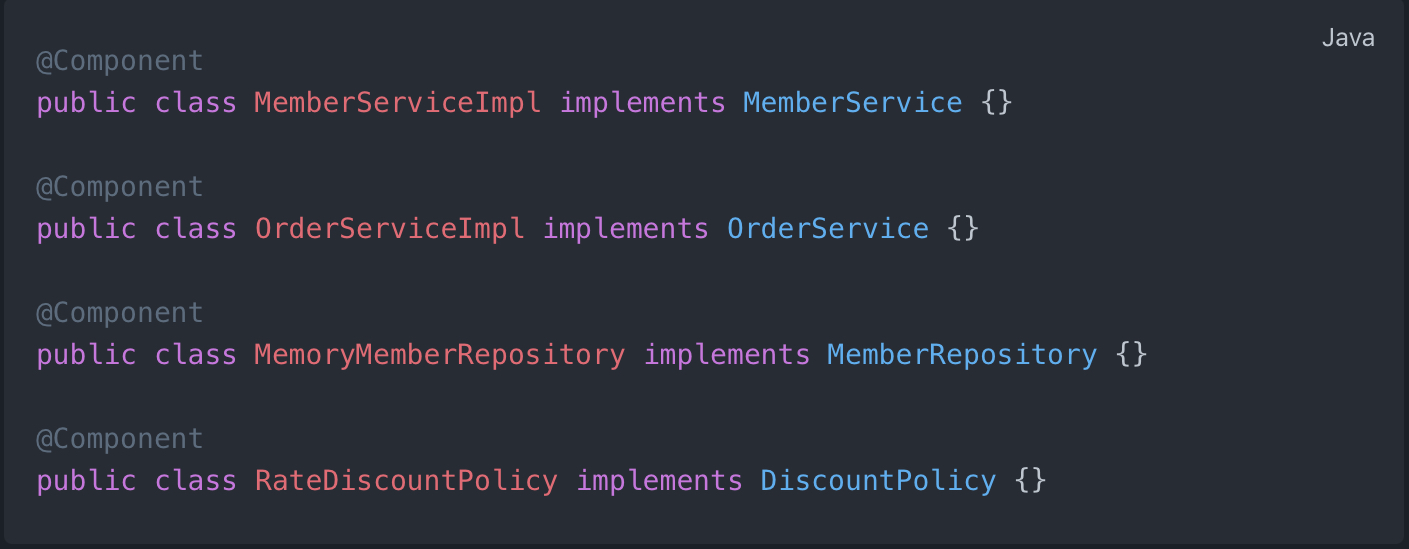 Java
@Component
public class MemberServiceImpl implements MemberService {}
@Component
public class OrderServiceImpl implements OrderService {}
@Component
public class MemoryMemberRepository implements MemberRepository {}
@Component
public class RateDiscountPolicy implements DiscountPolicy {}